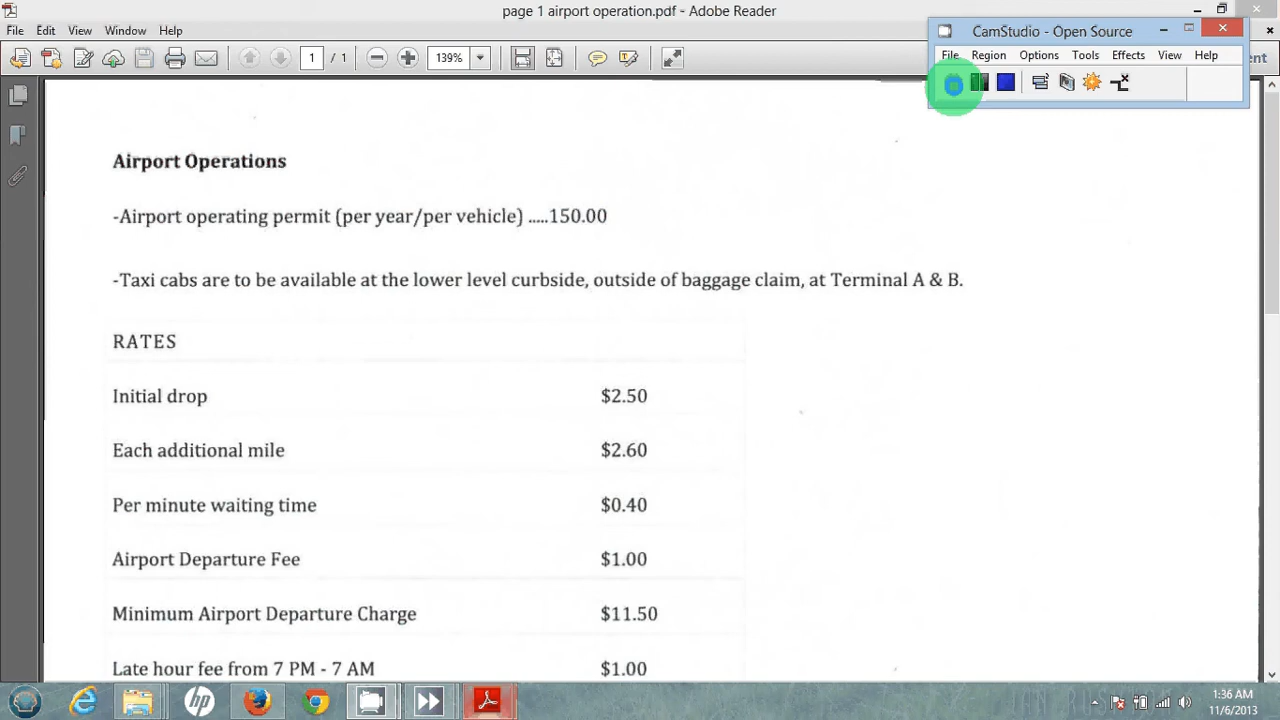 page 1 airport operation.pdf - Adobe Reader
File Edit View Window Help
1 / 1 139%
CamStudio - Open Source
File Region Options Tools Effects View Help
Airport Operations
-Airport operating permit (per year/per vehicle) .....150.00
-Taxi cabs are to be available at the lower level curbside, outside of baggage claim, at Terminal A & B.
RATES
Initial drop $2.50
Each additional mile $2.60
Per minute waiting time $0.40
Airport Departure Fee $1.00
Minimum Airport Departure Charge $11.50
Late hour fee from 7 PM - 7 AM $1.00
hp
1:36 AM
11/6/2013